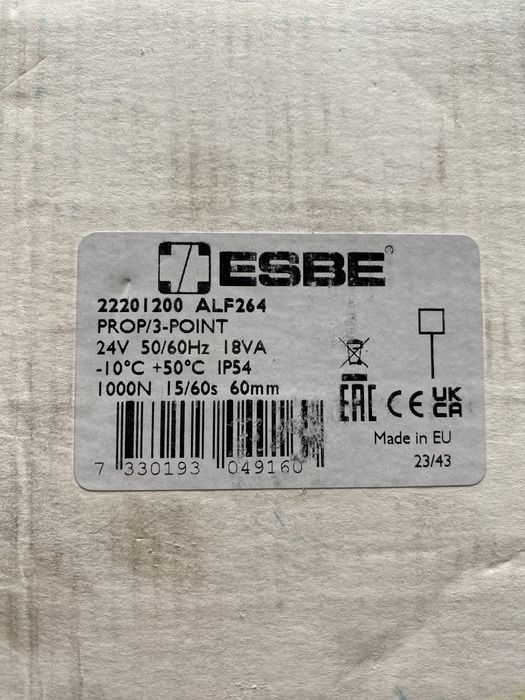 ESBE®
22201200 ALF264
PROP/3-POINT
24V 50/60Hz 18VA
-10°C +50°C IP54
1000N 15/60s 60mm
EAC CE UK CA
Made in EU
23/43
7 330193 049160